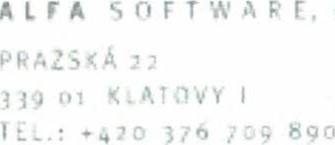 ALFA SOFTWARE,
PRAŽSKÁ 22
339 01 KLATOVY I
TEL.: +420 376 709 890